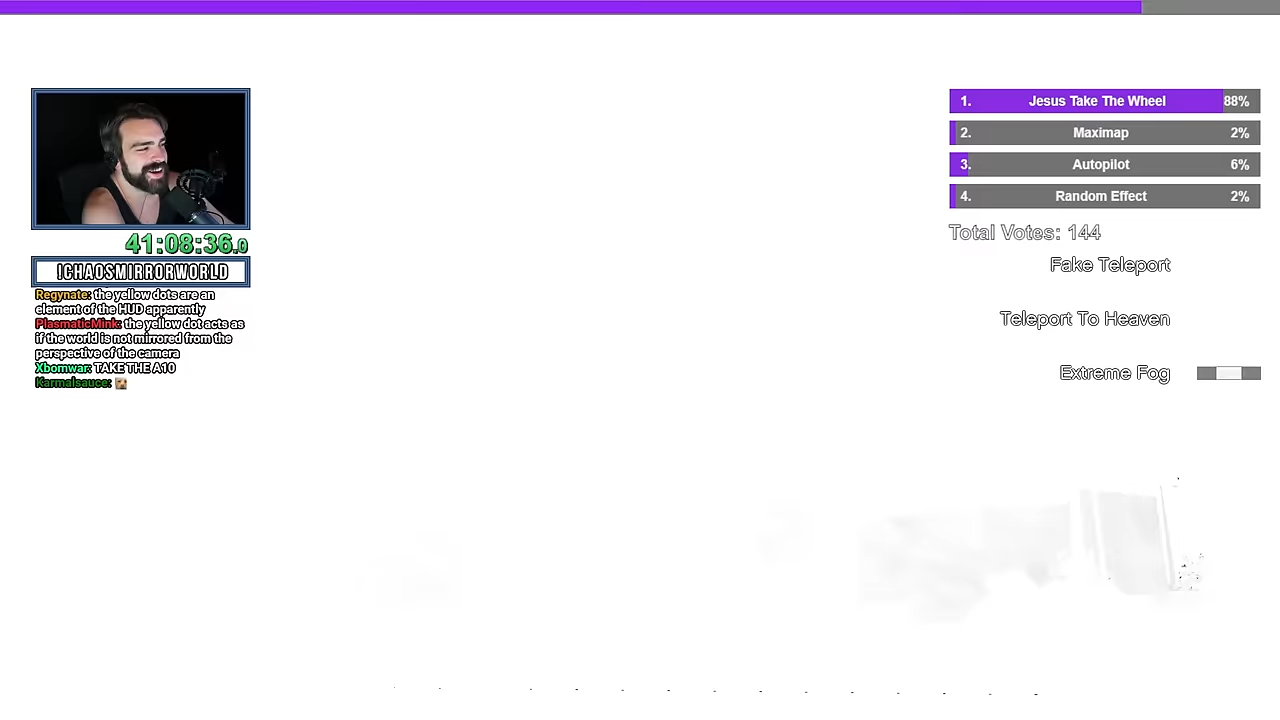 1. Jesus Take The Wheel 88%
2. Maximap 2%
3. Autopilot 6%
4. Random Effect 2%
Total Votes: 144
Fake Teleport
Teleport To Heaven
Extreme Fog
41:08:36.0
!CHAOSMIRRORWORLD
Regynate: the yellow dots are an
element of the HUD apparently
PlasmaticMink: the yellow dot acts as
if the world is not mirrored from the
perspective of the camera
Xbomwar: TAKE THE A10
Karmalsauce: